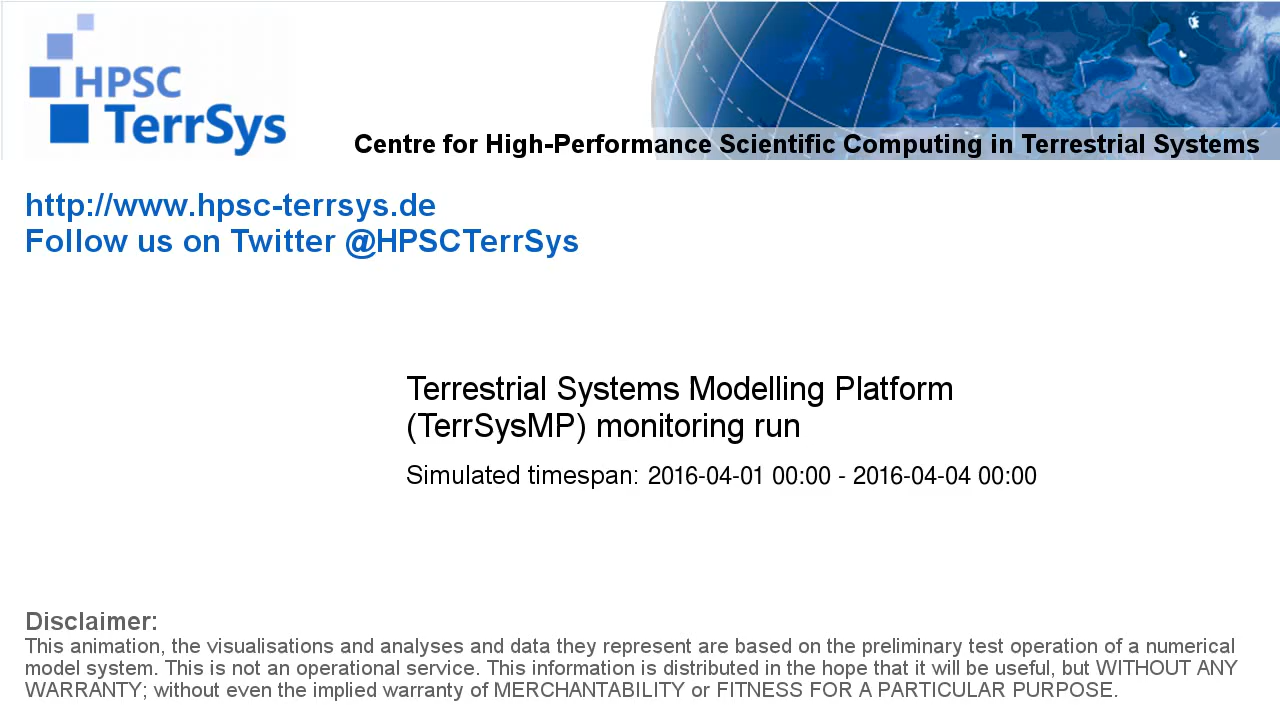 HPSC
TerrSys
Centre for High-Performance Scientific Computing in Terrestrial Systems
http://www.hpsc-terrsys.de
Follow us on Twitter @HPSCTerrSys
Terrestrial Systems Modelling Platform
(TerrSysMP) monitoring run
Simulated timespan: 2016-04-01 00:00 - 2016-04-04 00:00
Disclaimer:
This animation, the visualisations and analyses and data they represent are based on the preliminary test operation of a numerical
model system. This is not an operational service. This information is distributed in the hope that it will be useful, but WITHOUT ANY
WARRANTY; without even the implied warranty of MERCHANTABILITY or FITNESS FOR A PARTICULAR PURPOSE.